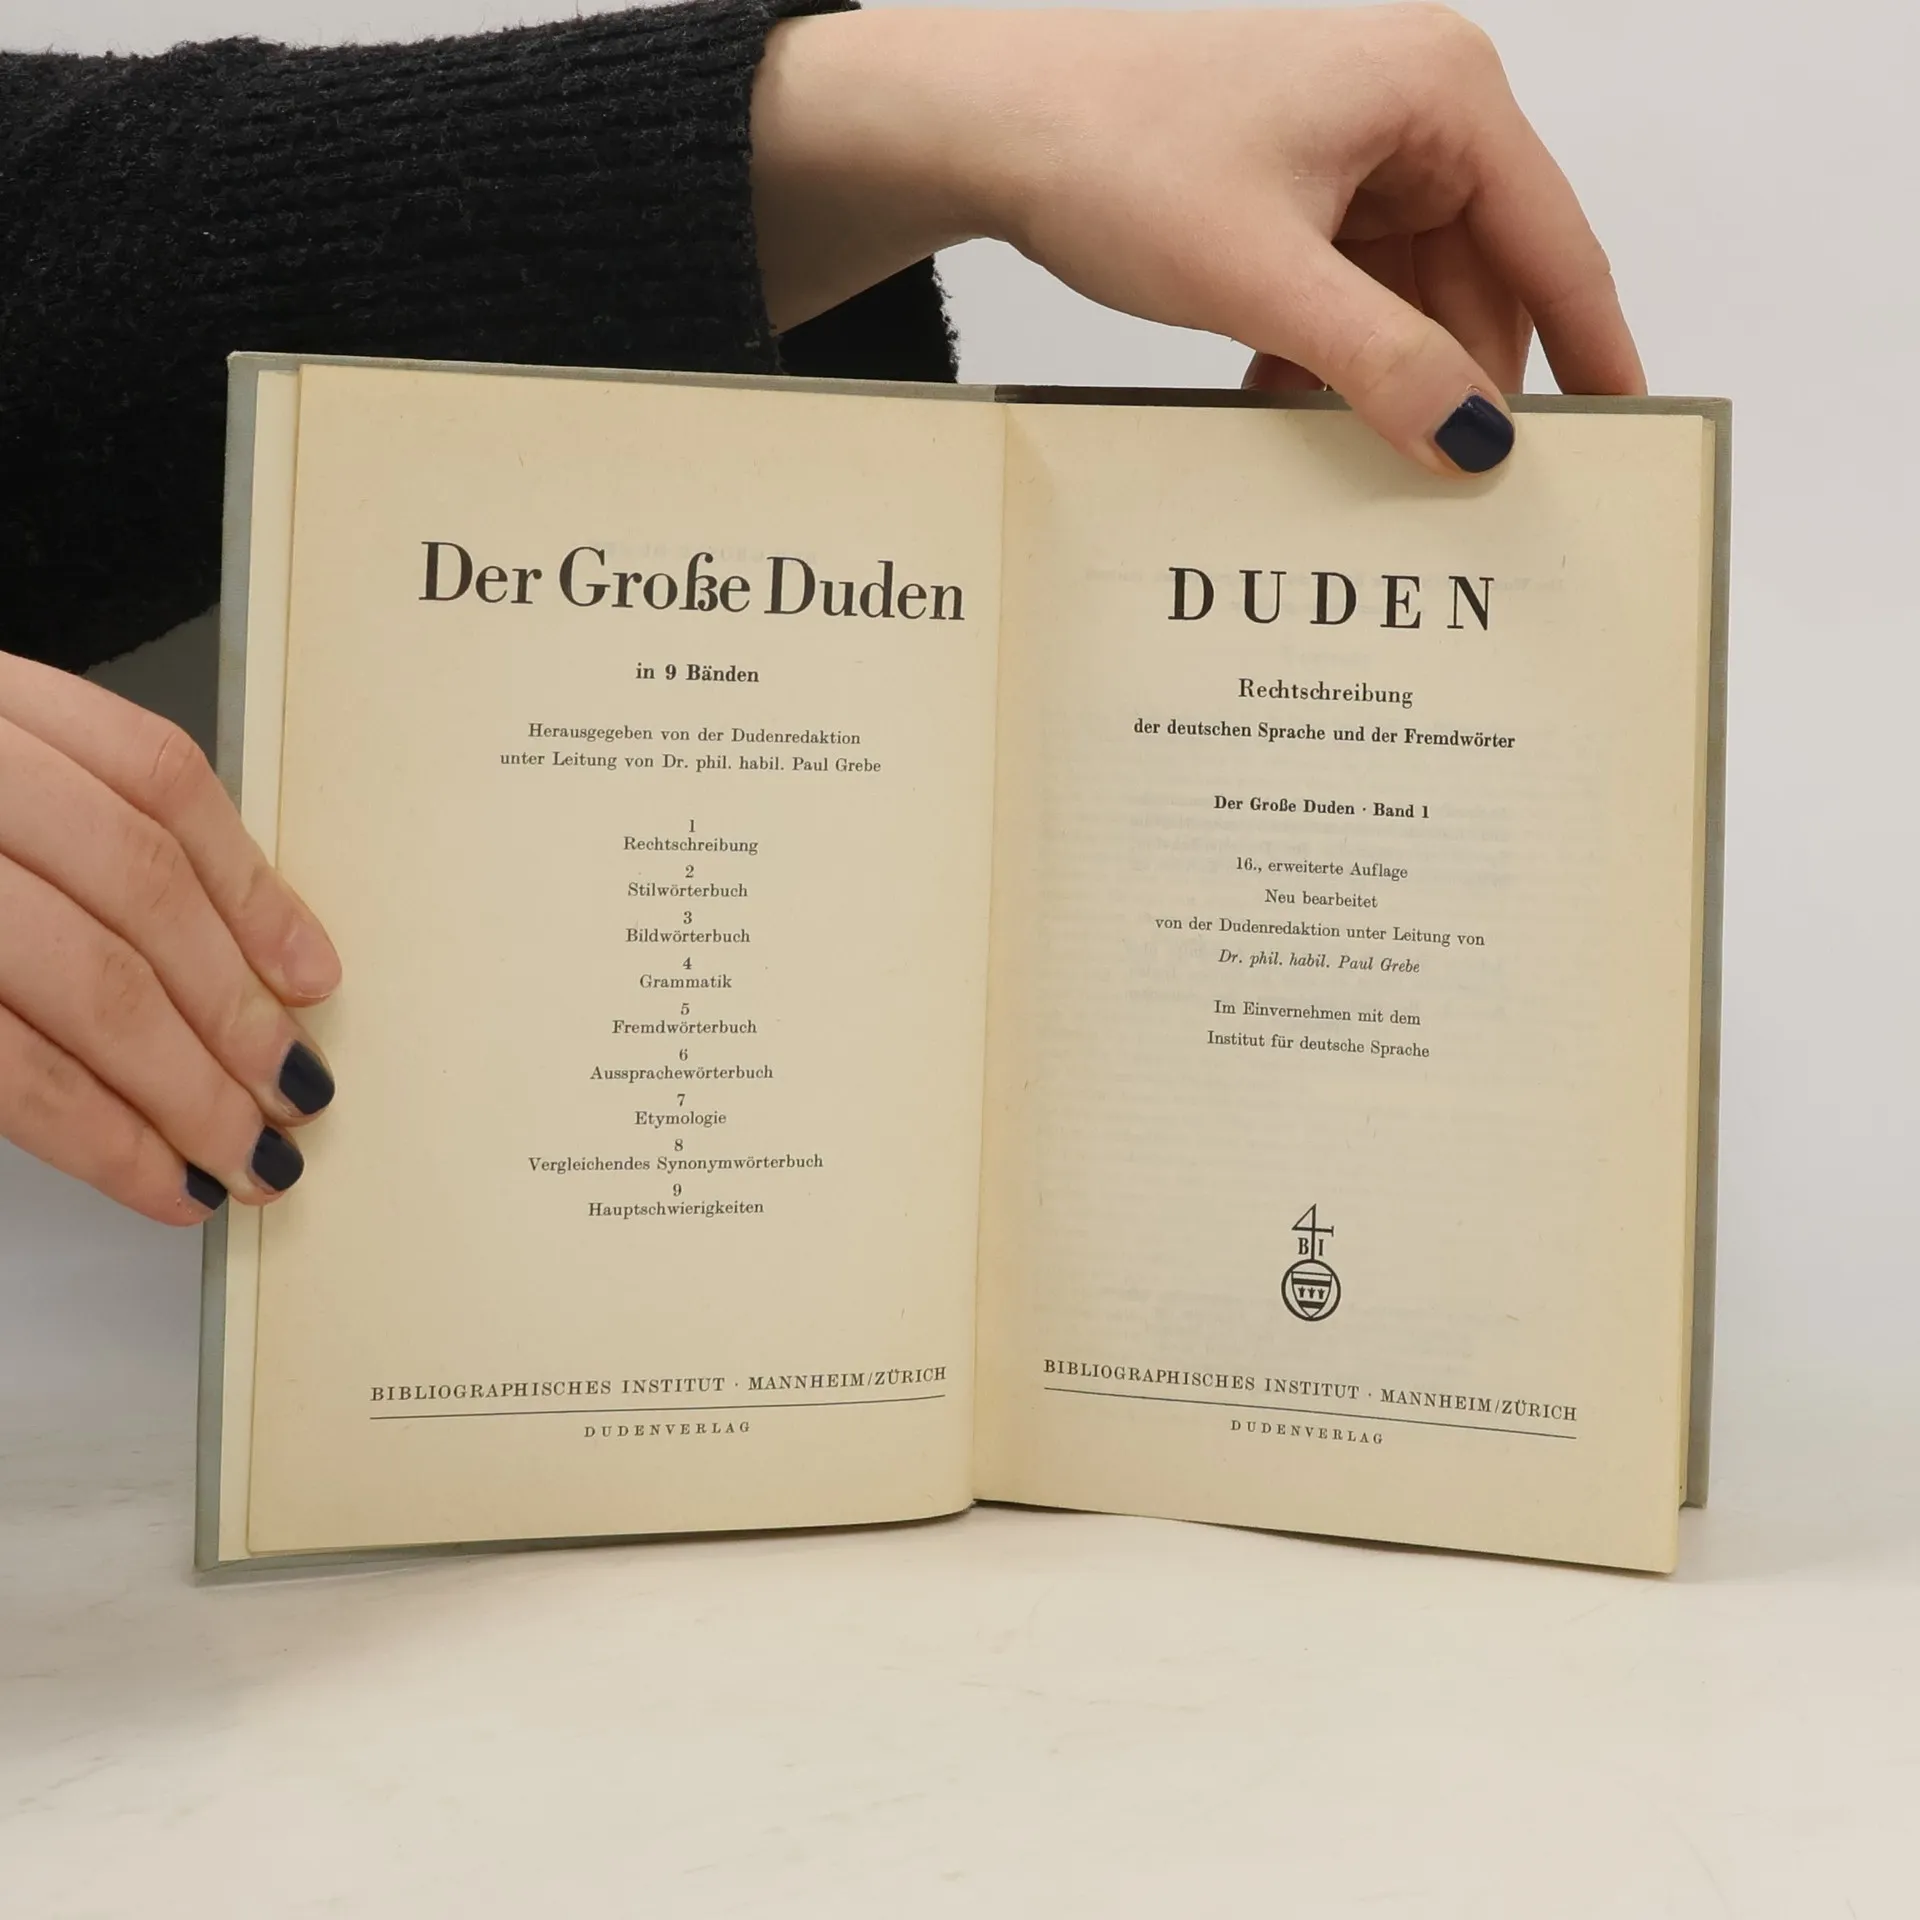 Der Große Duden
in 9 Bänden
Herausgegeben von der Dudenredaktion
unter Leitung von Dr. phil. habil. Paul Grebe
1
Rechtschreibung
2
Stilwörterbuch
3
Bildwörterbuch
4
Grammatik
5
Fremdwörterbuch
6
Aussprachewörterbuch
7
Etymologie
8
Vergleichendes Synonymwörterbuch
9
Hauptschwierigkeiten
BIBLIOGRAPHISCHES INSTITUT · MANNHEIM/ZÜRICH
DUDENVERLAG
DUDEN
Rechtschreibung
der deutschen Sprache und der Fremdwörter
Der Große Duden · Band 1
16., erweiterte Auflage
Neu bearbeitet
von der Dudenredaktion unter Leitung von
Dr. phil. habil. Paul Grebe
Im Einvernehmen mit dem
Institut für deutsche Sprache
B I
BIBLIOGRAPHISCHES INSTITUT · MANNHEIM/ZÜRICH
DUDENVERLAG